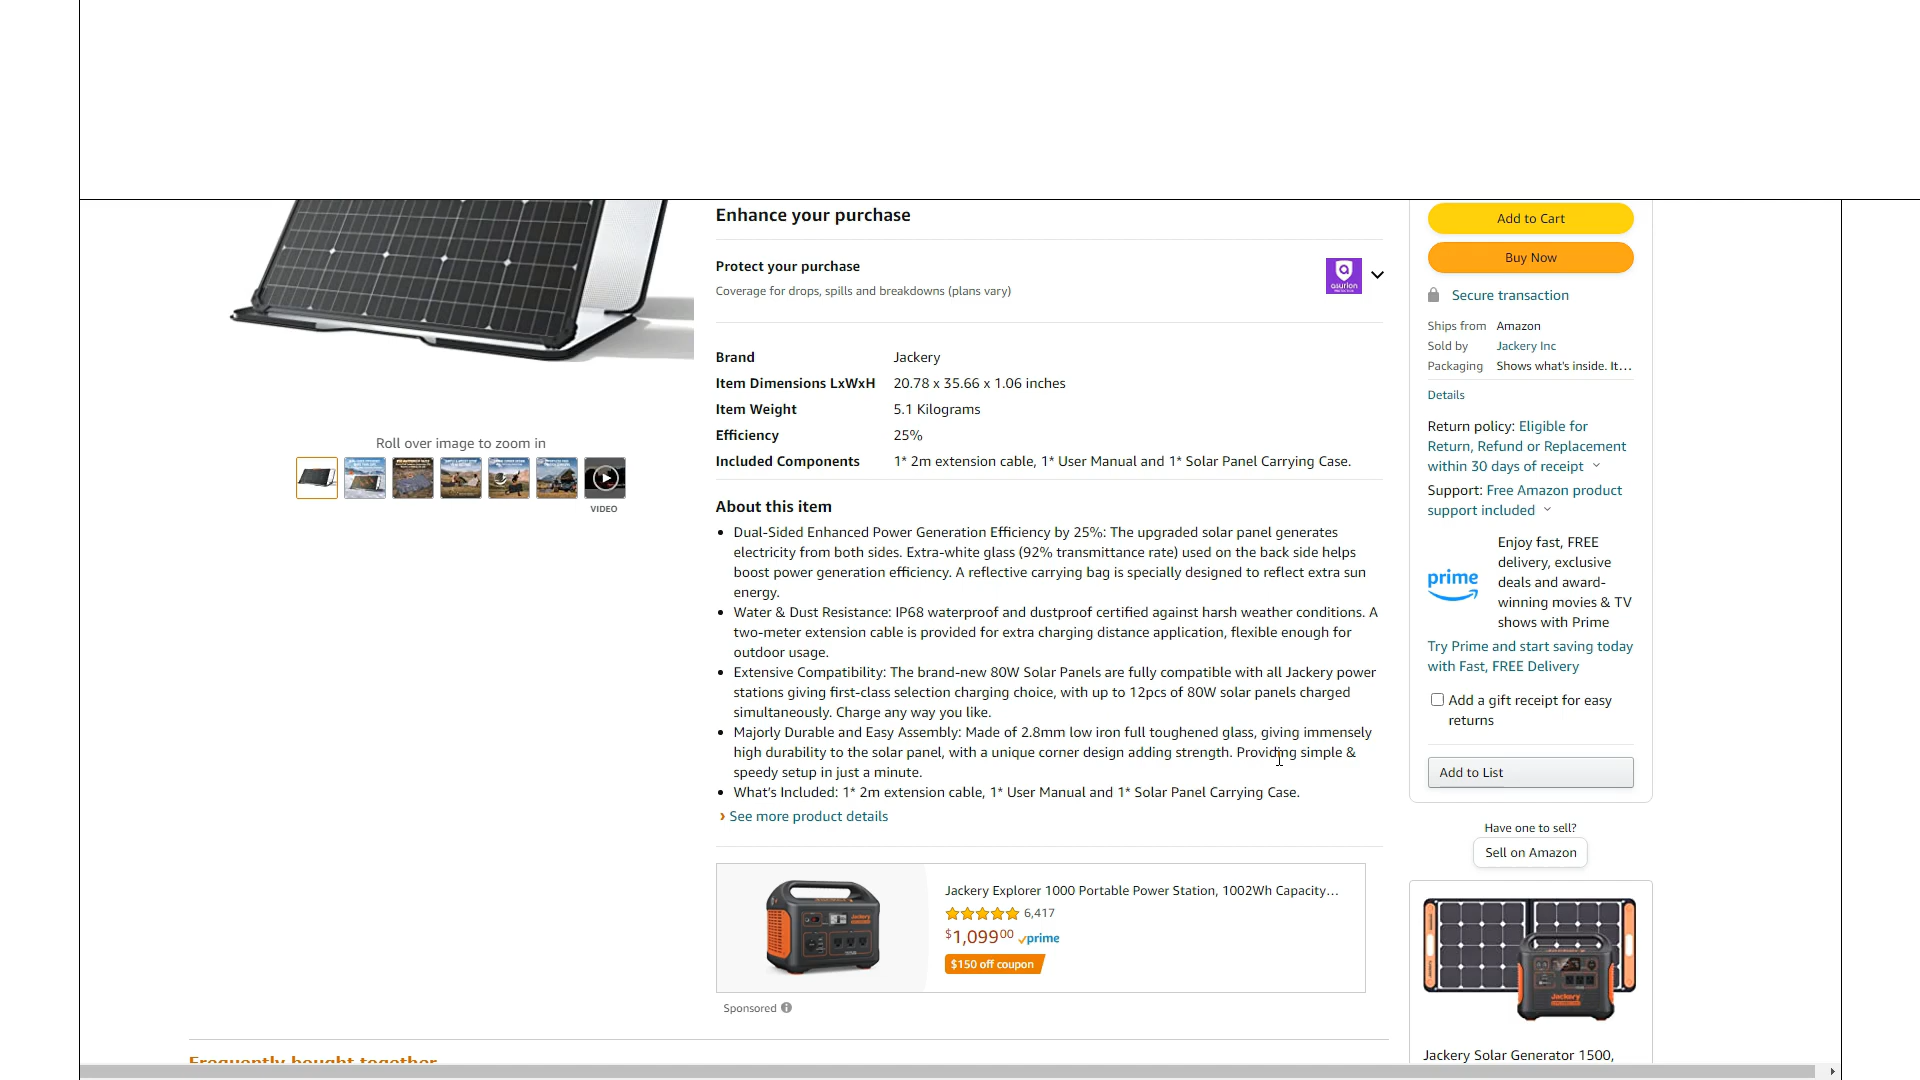 Enhance your purchase
Protect your purchase
Coverage for drops, spills and breakdowns (plans vary)
asurion
Brand Jackery
Item Dimensions LxWxH 20.78 x 35.66 x 1.06 inches
Item Weight 5.1 Kilograms
Efficiency 25%
Included Components 1* 2m extension cable, 1* User Manual and 1* Solar Panel Carrying Case.
Roll over image to zoom in
VIDEO
About this item
Dual-Sided Enhanced Power Generation Efficiency by 25%: The upgraded solar panel generates
electricity from both sides. Extra-white glass (92% transmittance rate) used on the back side helps
boost power generation efficiency. A reflective carrying bag is specially designed to reflect extra sun
energy.
Water & Dust Resistance: IP68 waterproof and dustproof certified against harsh weather conditions. A
two-meter extension cable is provided for extra charging distance application, flexible enough for
outdoor usage.
Extensive Compatibility: The brand-new 80W Solar Panels are fully compatible with all Jackery power
stations giving first-class selection charging choice, with up to 12pcs of 80W solar panels charged
simultaneously. Charge any way you like.
Majorly Durable and Easy Assembly: Made of 2.8mm low iron full toughened glass, giving immensely
high durability to the solar panel, with a unique corner design adding strength. Providing simple &
speedy setup in just a minute.
What's Included: 1* 2m extension cable, 1* User Manual and 1* Solar Panel Carrying Case.
› See more product details
Jackery Explorer 1000 Portable Power Station, 1002Wh Capacity...
6,417
$1,099.00 prime
$150 off coupon
Sponsored
Frequently bought together
Add to Cart
Buy Now
Secure transaction
Ships from Amazon
Sold by Jackery Inc
Packaging Shows what's inside. It...
Details
Return policy: Eligible for
Return, Refund or Replacement
within 30 days of receipt
Support: Free Amazon product
support included
prime
Enjoy fast, FREE
delivery, exclusive
deals and award-
winning movies & TV
shows with Prime
Try Prime and start saving today
with Fast, FREE Delivery
Add a gift receipt for easy
returns
Add to List
Have one to sell?
Sell on Amazon
Jackery
Jackery Solar Generator 1500,